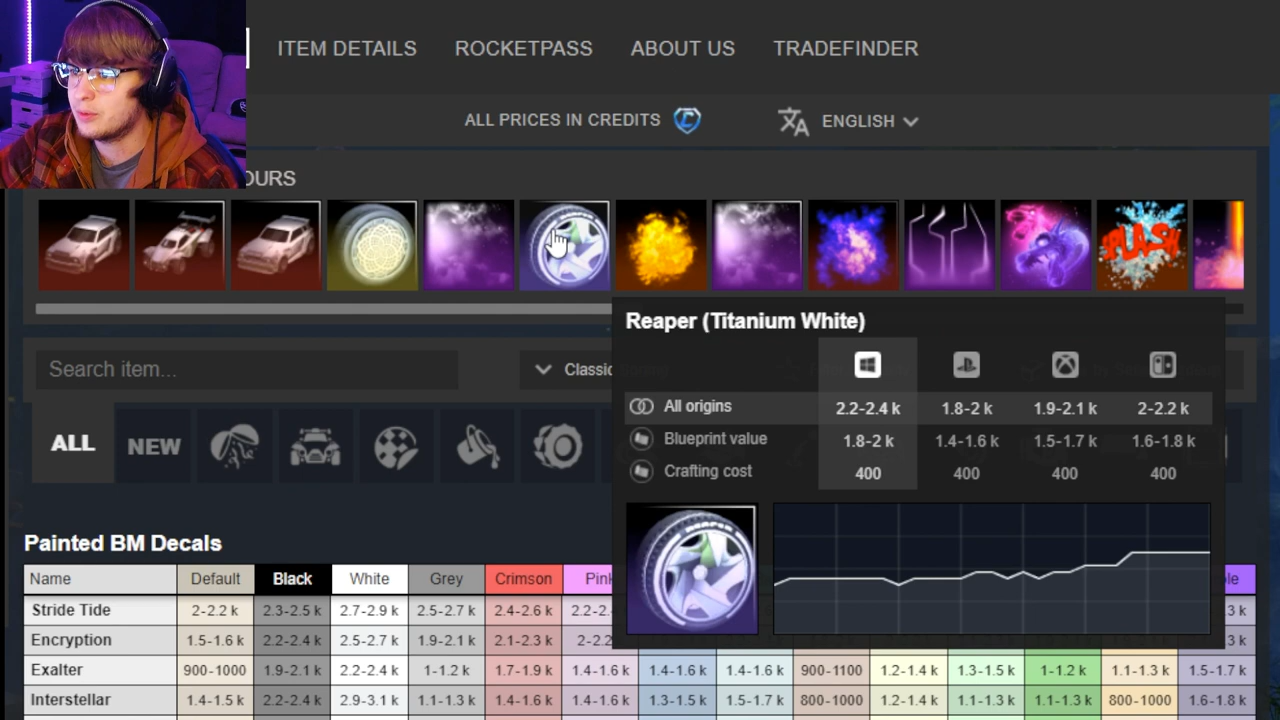 ITEM DETAILS ROCKETPASS ABOUT US TRADEFINDER
ALL PRICES IN CREDITS ENGLISH
OURS
SPLASH
Reaper (Titanium White)
Search item... Classic
All origins 2.2-2.4 k 1.8-2 k 1.9-2.1 k 2-2.2 k
Blueprint value 1.8-2 k 1.4-1.6 k 1.5-1.7 k 1.6-1.8 k
Crafting cost 400 400 400 400
ALL NEW
REAPER
Painted BM Decals
Name Default Black White Grey Crimson Pink
Stride Tide 2-2.2 k 2.3-2.5 k 2.7-2.9 k 2.5-2.7 k 2.4-2.6 k 2.2-2. 3 k
Encryption 1.5-1.6 k 2.2-2.4 k 2.5-2.7 k 1.9-2.1 k 2.1-2.3 k 2-2.2 3 k
Exalter 900-1000 1.9-2.1 k 2.2-2.4 k 1-1.2 k 1.7-1.9 k 1.4-1.6 k 1.4-1.6 k 1.4-1.6 k 900-1100 1.2-1.4 k 1.3-1.5 k 1-1.2 k 1.1-1.3 k 1.5-1.7 k
Interstellar 1.4-1.5 k 2.2-2.4 k 2.9-3.1 k 1.1-1.3 k 1.4-1.6 k 1.4-1.6 k 1.3-1.5 k 1.5-1.7 k 800-1000 1.2-1.4 k 1.1-1.3 k 1.1-1.3 k 800-1000 1.6-1.8 k